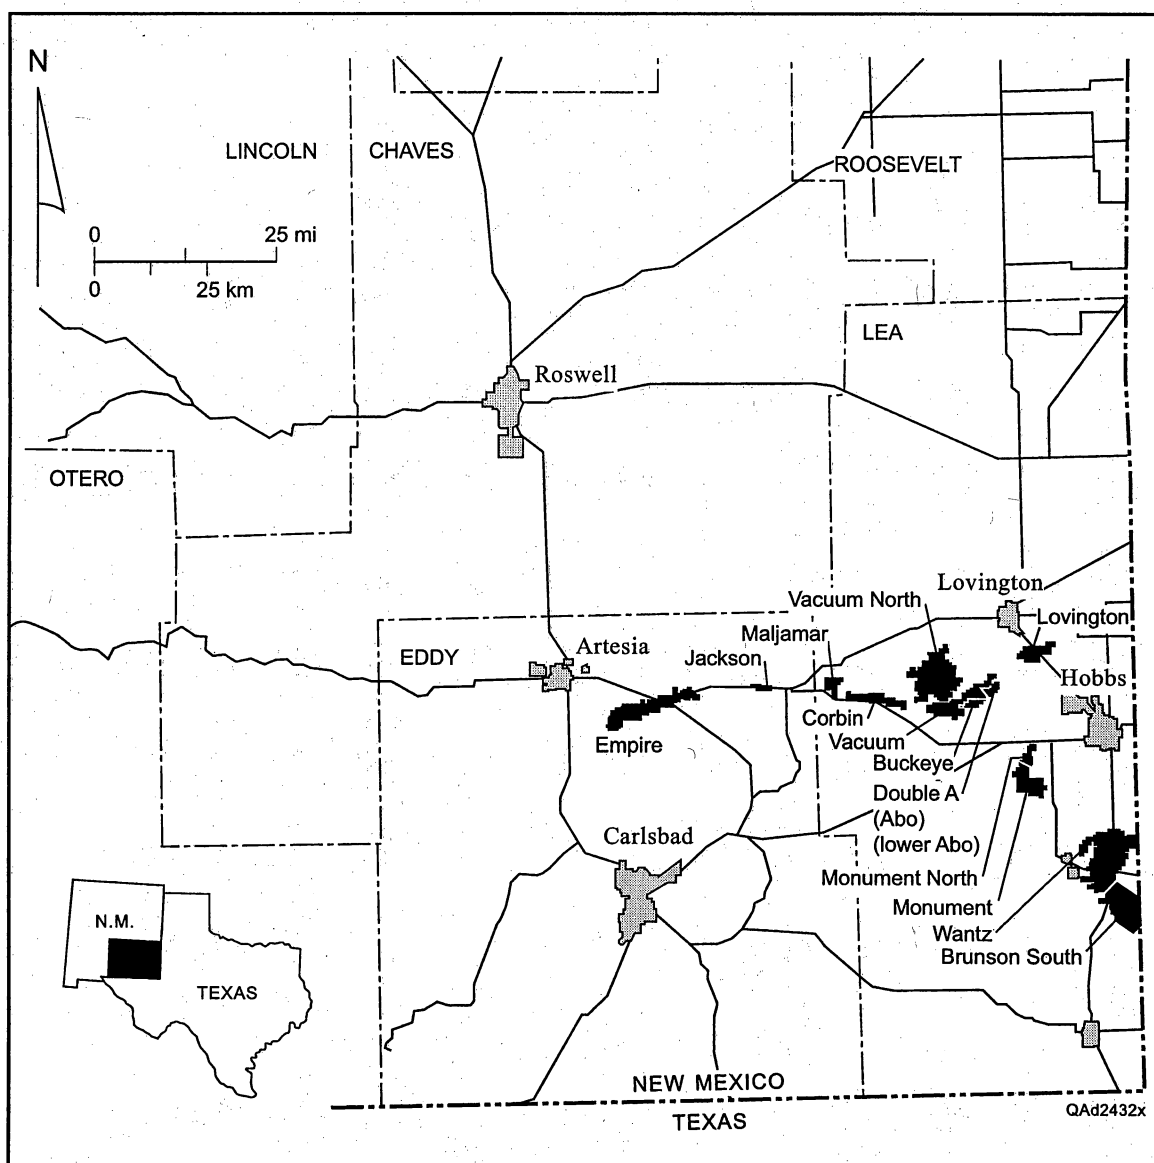 N
LINCOLN
CHAVES
ROOSEVELT
0
25 mi
0
25 km
LEA
Roswell
OTERO
Lovington
Vacuum North
Lovington
Maljamar
Artesia
EDDY
Jackson
Hobbs
Corbin
Vacuum
Empire
Buckeye
Double A
(Abo)
(lower Abo)
Carlsbad
Monument North
Monument
N.M.
Wantz
Brunson South
TEXAS
NEW MEXICO
TEXAS
QAd2432x